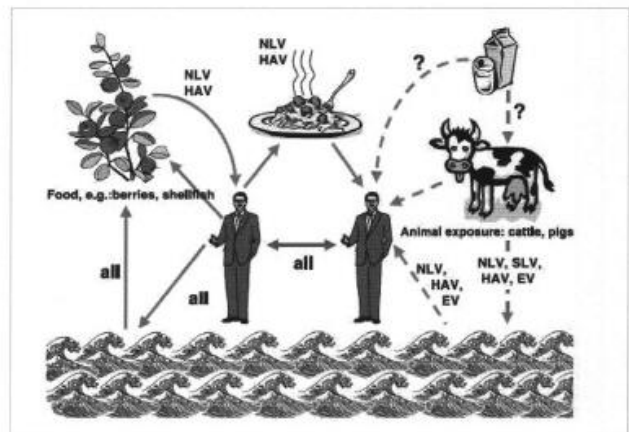 NLV
HAV
NLV
HAV
?
?
Food, e.g.:berries, shellfish
Animal exposure: cattle, pigs
all
all
all
NLV,
HAV,
EV
NLV, SLV,
HAV, EV